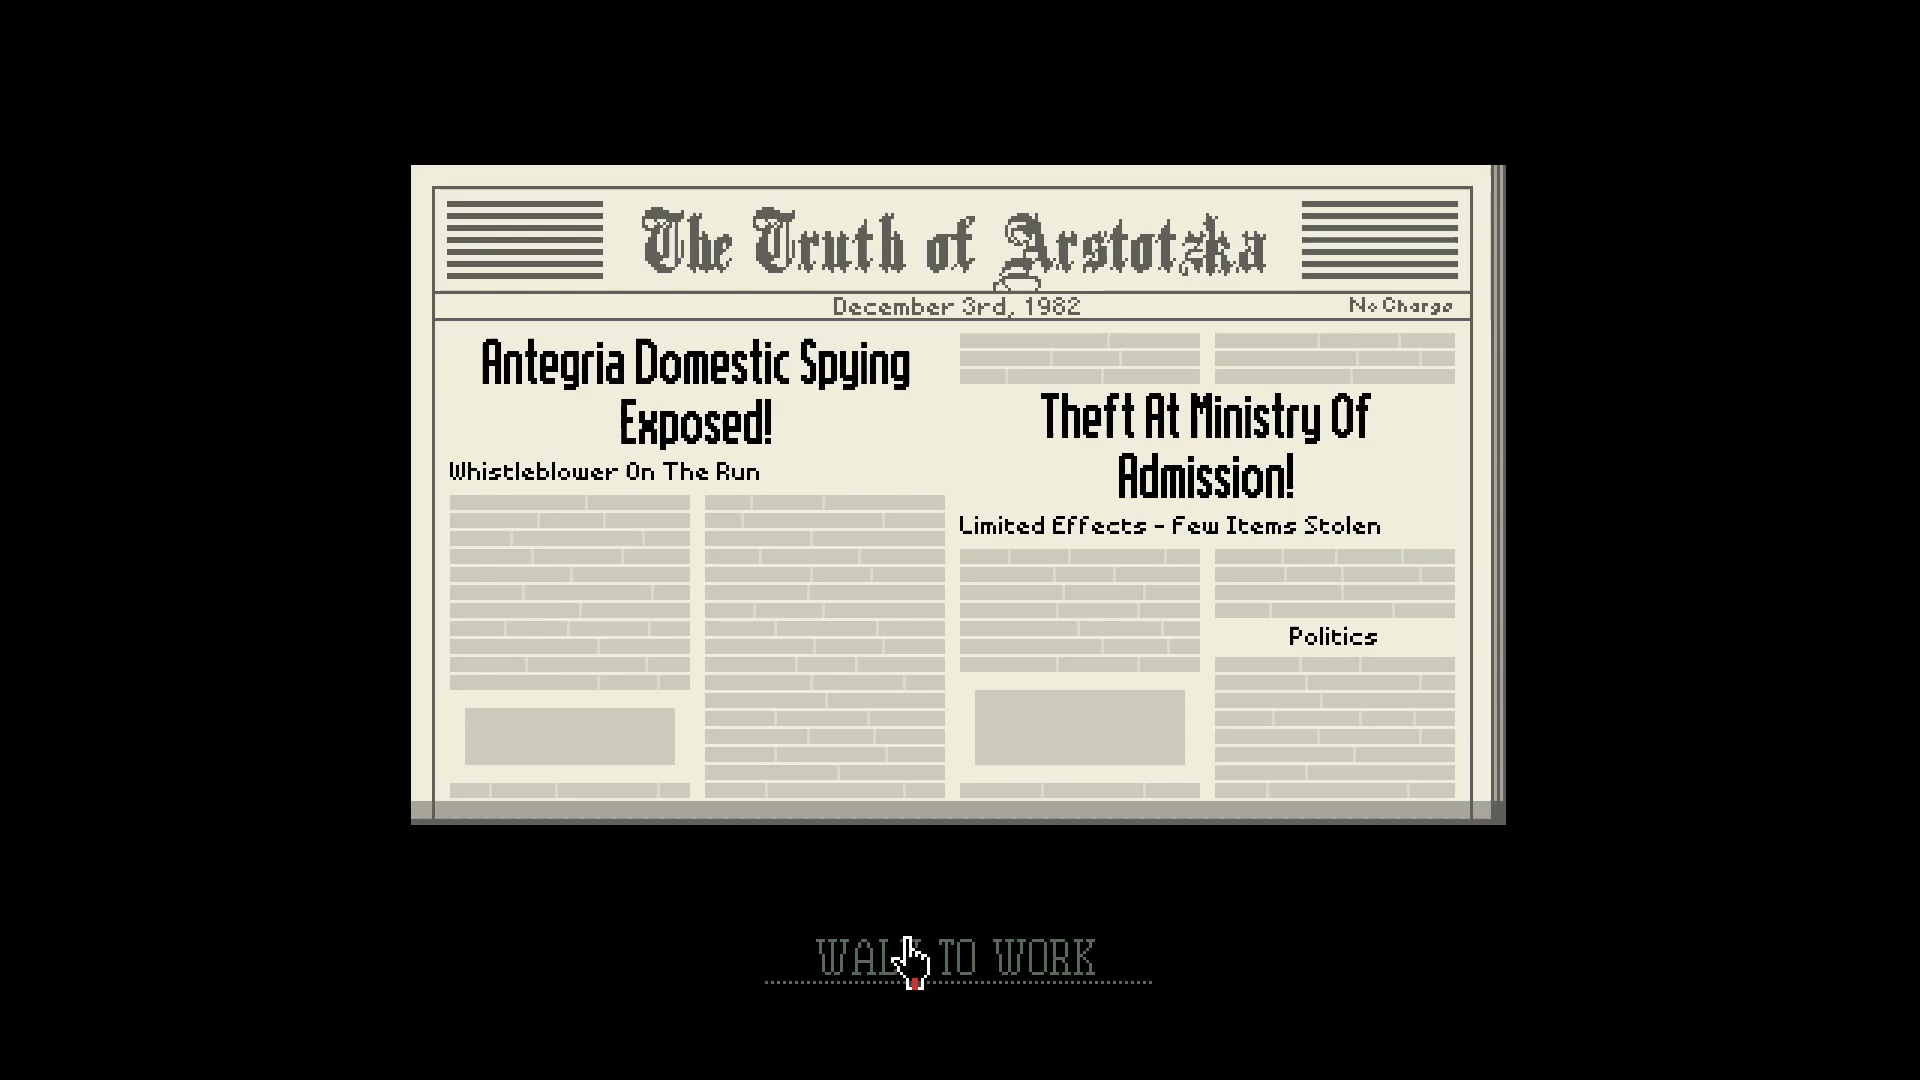 The Truth of Arstotzka
December 3rd, 1982
No Charge
Antegria Domestic Spying
Exposed!
Whistleblower On The Run
Theft At Ministry Of
Admission!
Limited Effects - Few Items Stolen
Politics
WALK TO WORK